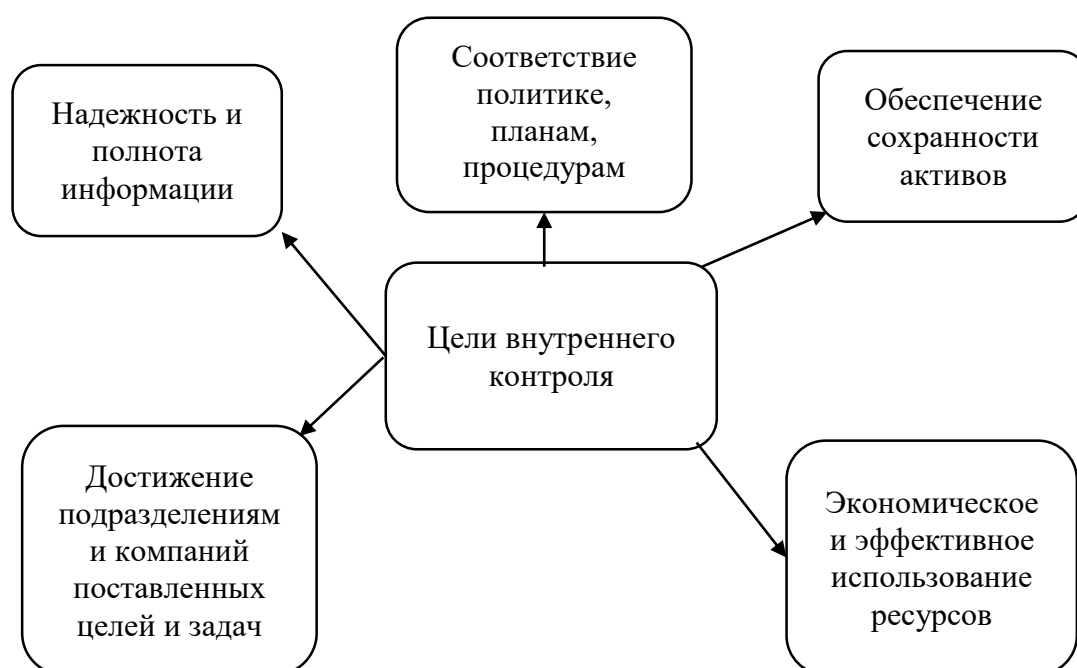 Надежность и
полнота
информации
Соответствие
политике,
планам,
процедурам
Обеспечение
сохранности
активов
Цели внутреннего
контроля
Достижение
подразделениям
и компаний
поставленных
целей и задач
Экономическое
и эффективное
использование
ресурсов